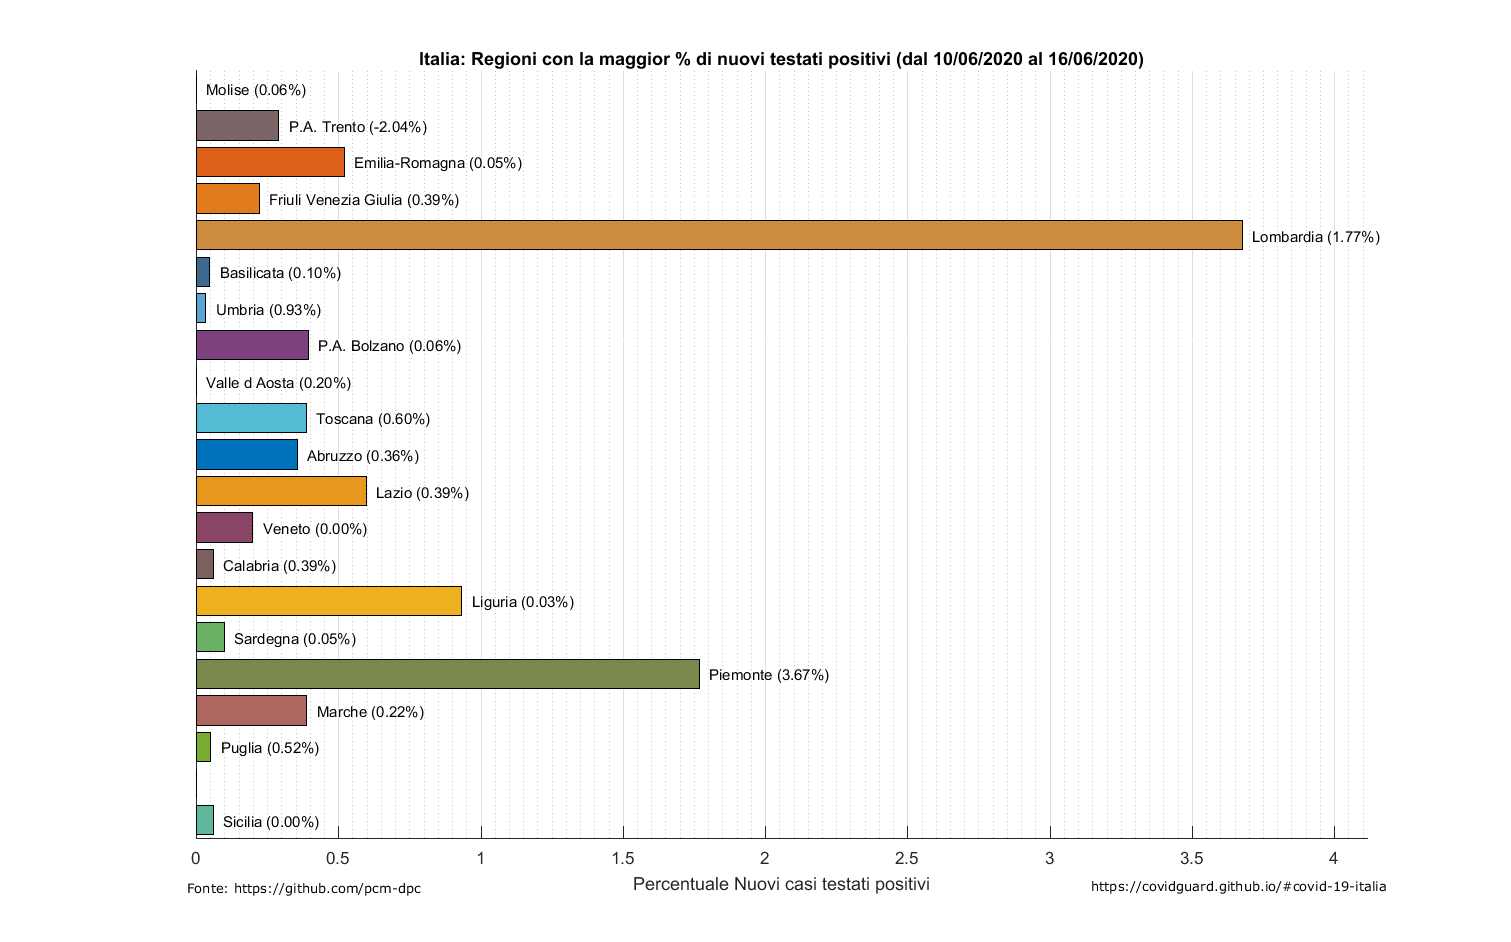 Italia: Regioni con la maggior % di nuovi testati positivi (dal 10/06/2020 al 16/06/2020)
Molise (0.06%)
P.A. Trento (-2.04%)
Emilia-Romagna (0.05%)
Friuli Venezia Giulia (0.39%)
Lombardia (1.77%)
Basilicata (0.10%)
Umbria (0.93%)
P.A. Bolzano (0.06%)
Valle d Aosta (0.20%)
Toscana (0.60%)
Abruzzo (0.36%)
Lazio (0.39%)
Veneto (0.00%)
Calabria (0.39%)
Liguria (0.03%)
Sardegna (0.05%)
Piemonte (3.67%)
Marche (0.22%)
Puglia (0.52%)
Sicilia (0.00%)
0 0.5 1 1.5 2 2.5 3 3.5 4
Percentuale Nuovi casi testati positivi
Fonte: https://github.com/pcm-dpc
https://covidguard.github.io/#covid-19-italia